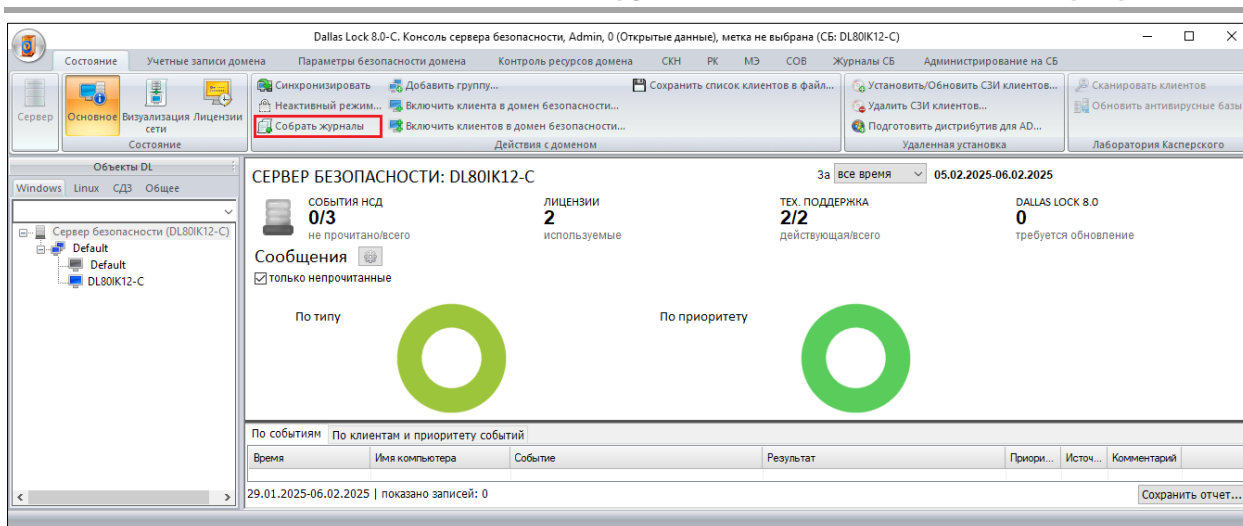 Dallas Lock 8.0-C. Консоль сервера безопасности, Admin, 0 (Открытые данные), метка не выбрана (СБ: DL80IK12-C)
Состояние Учетные записи домена Параметры безопасности домена Контроль ресурсов домена СКН РК МЭ СОВ Журналы СБ Администрирование на СБ
Сервер
Основное
Визуализация сети
Лицензии
Состояние
Синхронизировать
Неактивный режим...
Собрать журналы
Добавить группу...
Включить клиента в домен безопасности...
Включить клиентов в домен безопасности...
Сохранить список клиентов в файл...
Действия с доменом
Установить/Обновить СЗИ клиентов...
Удалить СЗИ клиентов...
Подготовить дистрибутив для AD...
Удаленная установка
Сканировать клиентов
Обновить антивирусные базы
Лаборатория Касперского
Объекты DL
Windows Linux СДЗ Общее
Сервер безопасности (DL80IK12-C)
Default
Default
DL80IK12-C
СЕРВЕР БЕЗОПАСНОСТИ: DL80IK12-C
За все время 05.02.2025-06.02.2025
СОБЫТИЯ НСД
0/3
не прочитано/всего
ЛИЦЕНЗИИ
2
используемые
ТЕХ. ПОДДЕРЖКА
2/2
действующая/всего
DALLAS LOCK 8.0
0
требуется обновление
Сообщения
только непрочитанные
По типу
По приоритету
По событиям По клиентам и приоритету событий
Время Имя компьютера Событие Результат Приори... Источ... Комментарий
29.01.2025-06.02.2025 | показано записей: 0
Сохранить отчет...